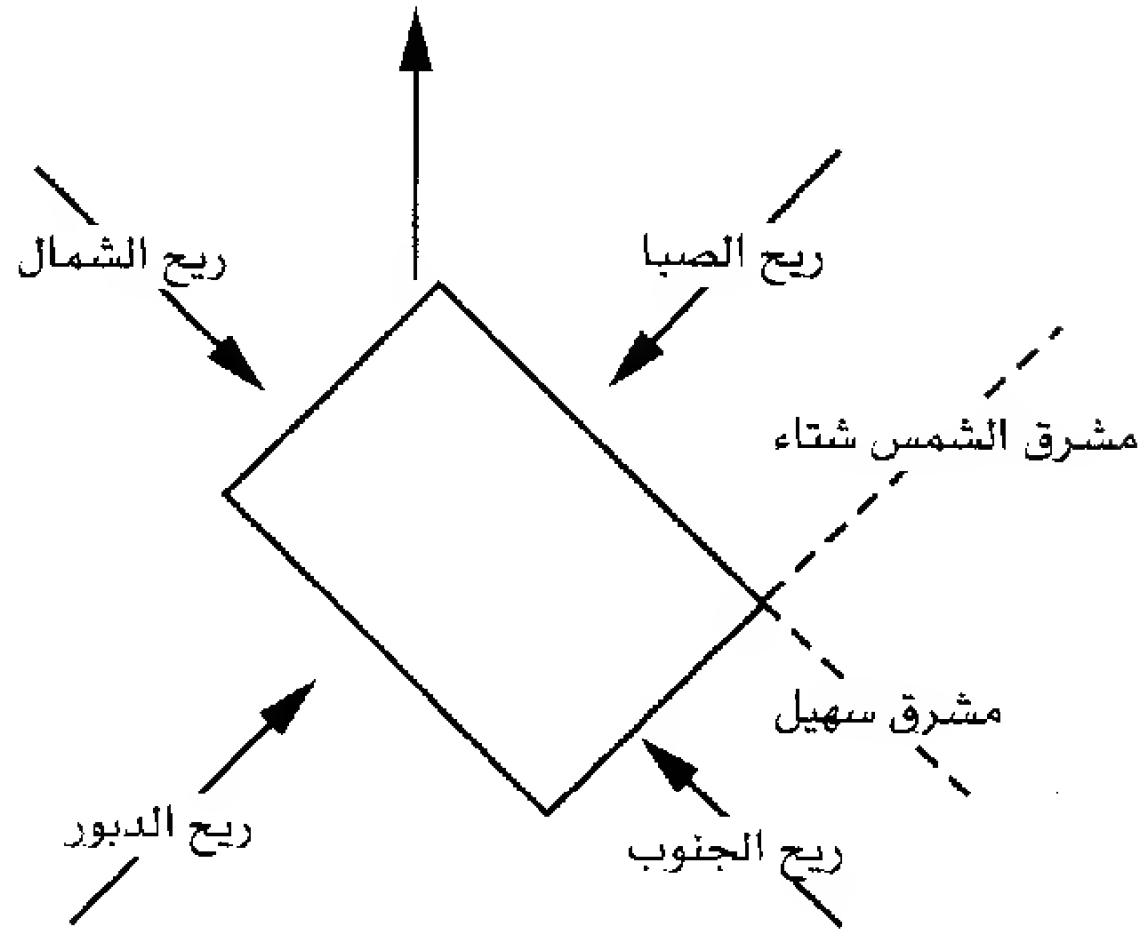 ريح الصبا
ريح الشمال
مشرق الشمس شتاء
مشرق سهيل
ريح الجنوب
ريح الدبور